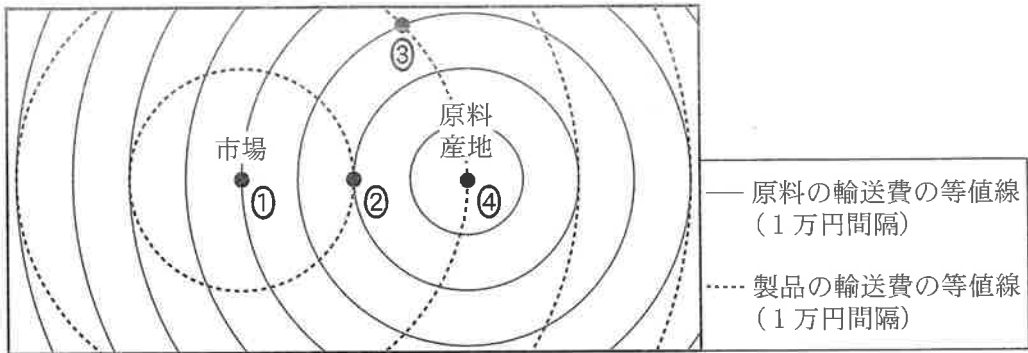 ③
原料
産地
市場
①
②
④
原料の輸送費の等値線
(1万円間隔)
製品の輸送費の等値線
(1万円間隔)